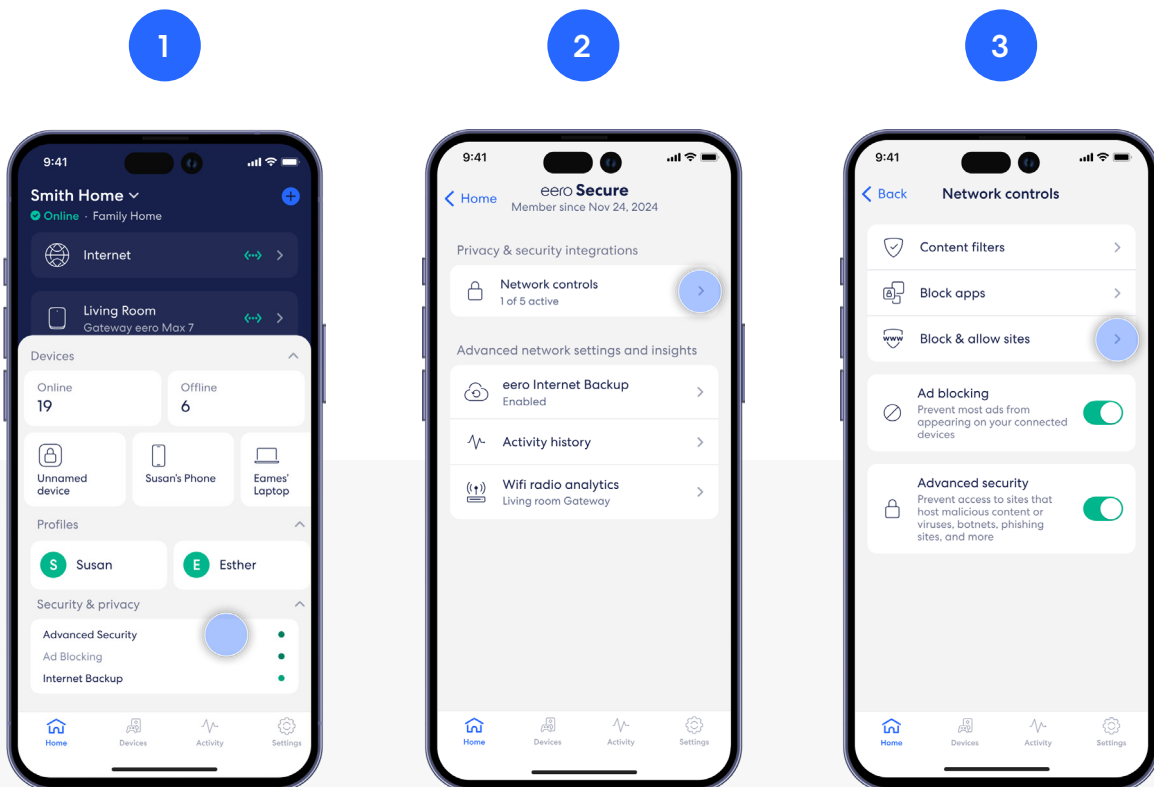 1
9:41
Smith Home
Online · Family Home
Internet
Living Room
Gateway eero Max 7
Devices
Online
19
Offline
6
Unnamed
device
Susan's Phone
Eames'
Laptop
Profiles
S Susan
E Esther
Security & privacy
Advanced Security
Ad Blocking
Internet Backup
Home
Devices
Activity
Settings
2
9:41
Home
eero Secure
Member since Nov 24, 2024
Privacy & security integrations
Network controls
1 of 5 active
Advanced network settings and insights
eero Internet Backup
Enabled
Activity history
Wifi radio analytics
Living room Gateway
Home
Devices
Activity
Settings
3
9:41
Back
Network controls
Content filters
Block apps
www
Block & allow sites
Ad blocking
Prevent most ads from
appearing on your connected
devices
Advanced security
Prevent access to sites that
host malicious content or
viruses, botnets, phishing
sites, and more
Home
Devices
Activity
Settings